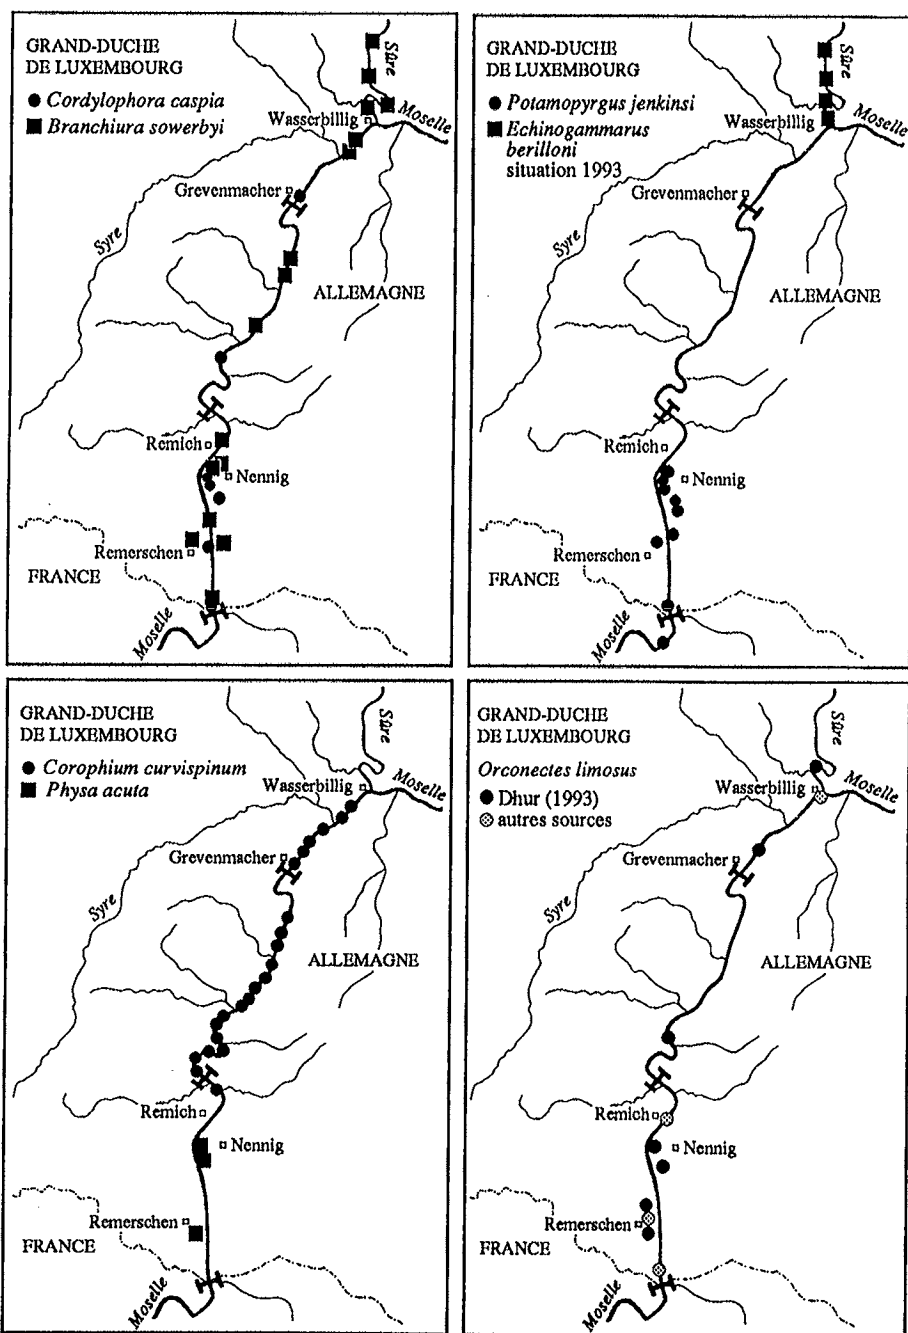 GRAND-DUCHE
DE LUXEMBOURG
Cordylophora caspia
Branchiura sowerbyi
Sûre
Moselle
Wasserbillig
Grevenmacher
Syre
ALLEMAGNE
Remich
Nennig
Remerschen
FRANCE
Moselle
GRAND-DUCHE
DE LUXEMBOURG
Potamopyrgus jenkinsi
Echinogammarus
berilloni
situation 1993
Sûre
Moselle
Wasserbillig
Grevenmacher
Syre
ALLEMAGNE
Remich
Nennig
Remerschen
FRANCE
Moselle
GRAND-DUCHE
DE LUXEMBOURG
Corophium curvispinum
Physa acuta
Sûre
Moselle
Wasserbillig
Grevenmacher
Syre
ALLEMAGNE
Remich
Nennig
Remerschen
FRANCE
Moselle
GRAND-DUCHE
DE LUXEMBOURG
Orconectes limosus
Dhur (1993)
autres sources
Sûre
Moselle
Wasserbillig
Grevenmacher
Syre
ALLEMAGNE
Remich
Nennig
Remerschen
FRANCE
Moselle